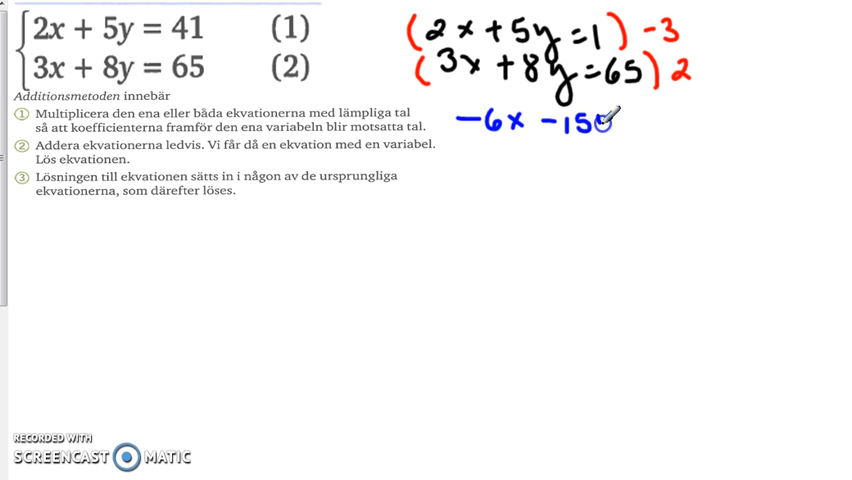 2x + 5y = 41 (1)
3x + 8y = 65 (2)
Additionsmetoden innebär
1 Multiplicera den ena eller båda ekvationerna med lämpliga tal
så att koefficienterna framför den ena variabeln blir motsatta tal.
2 Addera ekvationerna ledvis. Vi får då en ekvation med en variabel.
Lös ekvationen.
3 Lösningen till ekvationen sätts in i någon av de ursprungliga
ekvationerna, som därefter löses.
(2x + 5y = 1) -3
(3x + 8y = 65) 2
-6x - 15
RECORDED WITH
SCREENCAST MATIC